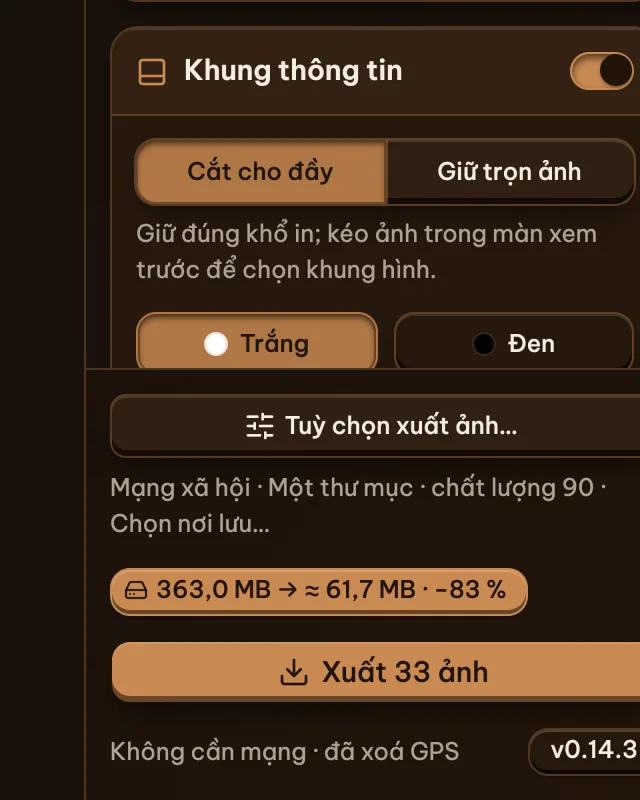 Khung thông tin
Cắt cho đầy
Giữ trọn ảnh
Giữ đúng khổ in; kéo ảnh trong màn xem
trước để chọn khung hình.
Trắng
Đen
Tuỳ chọn xuất ảnh...
Mạng xã hội · Một thư mục · chất lượng 90 ·
Chọn nơi lưu...
363,0 MB → ≈ 61,7 MB · −83 %
Xuất 33 ảnh
Không cần mạng · đã xoá GPS
v0.14.3